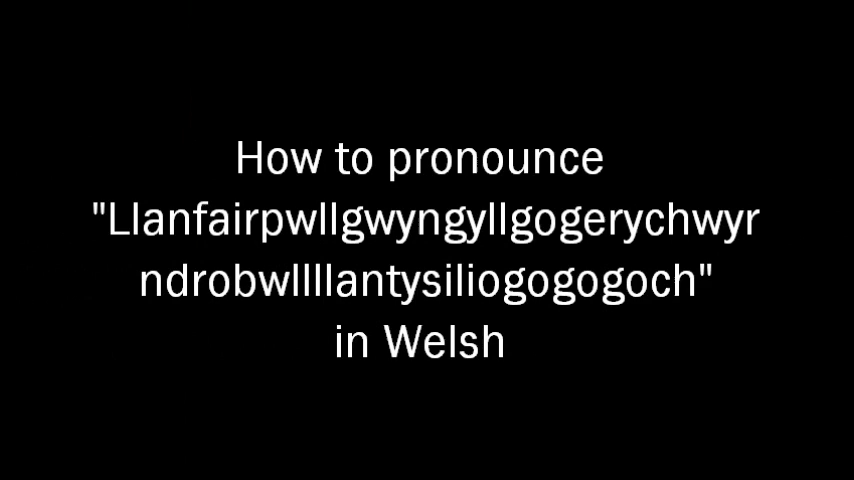 How to pronounce
"Llanfairpwllgwyngyllgogerychwyr
ndrobwllllantysiliogogogoch"
in Welsh